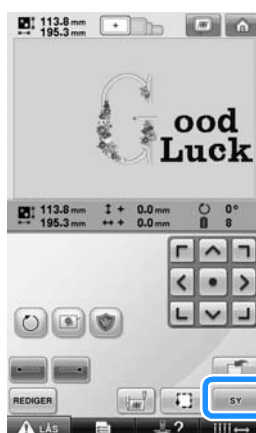 113.8 mm
195.3 mm
Good
Luck
113.8 mm + 0.0 mm 0°
195.3 mm + 0.0 mm 8
REDIGER SY
LÅS ?